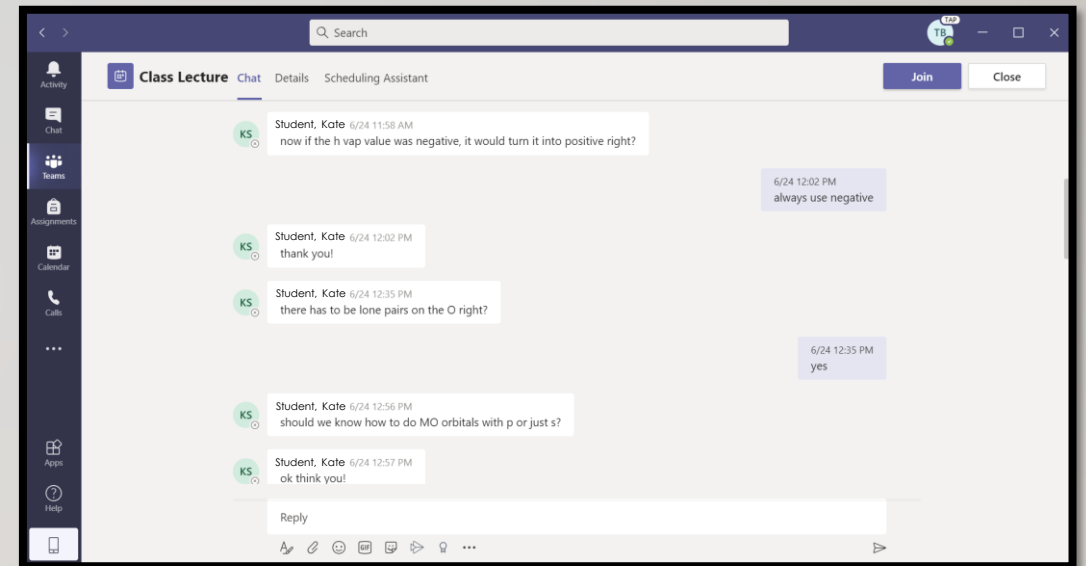 Search
TAP
TB
Activity
Chat
Teams
Assignments
Calendar
Calls
Apps
Help
Class Lecture Chat Details Scheduling Assistant
Join
Close
KS
Student, Kate 6/24 11:58 AM
now if the h vap value was negative, it would turn it into positive right?
6/24 12:02 PM
always use negative
KS
Student, Kate 6/24 12:02 PM
thank you!
KS
Student, Kate 6/24 12:35 PM
there has to be lone pairs on the O right?
6/24 12:35 PM
yes
KS
Student, Kate 6/24 12:56 PM
should we know how to do MO orbitals with p or just s?
KS
Student, Kate 6/24 12:57 PM
ok think you!
Reply
GIF